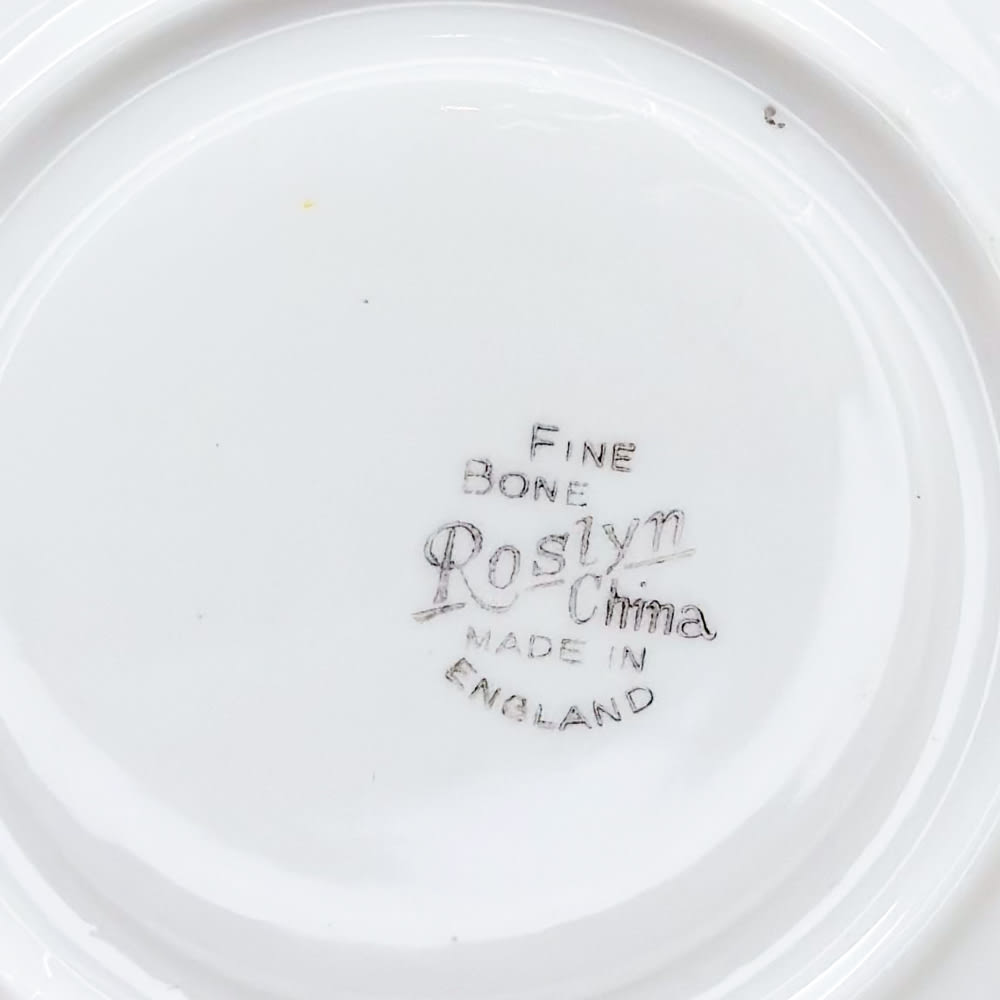 FINE
BONE
Roslyn
China
MADE IN
ENGLAND